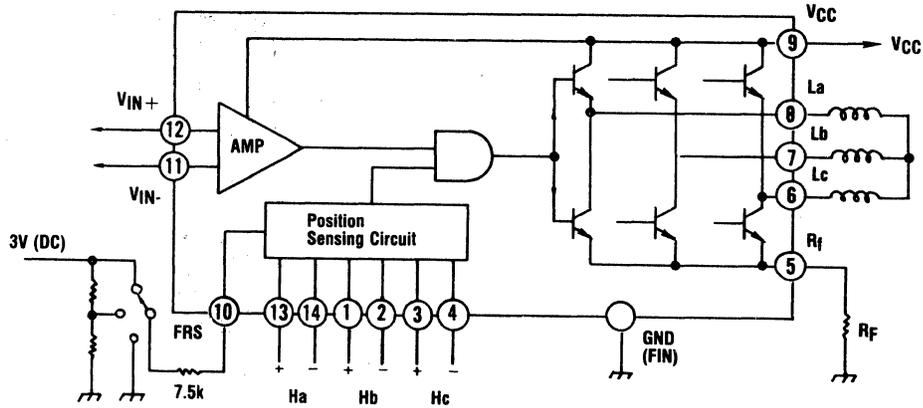 VCC
9
VCC
La
8
VIN+
12
AMP
Lb
7
11
VIN-
Lc
6
Position
Sensing Circuit
3V (DC)
Rf
5
10
13
14
1
2
3
4
FRS
GND
(FIN)
RF
+ − + − + −
7.5k
Ha Hb Hc